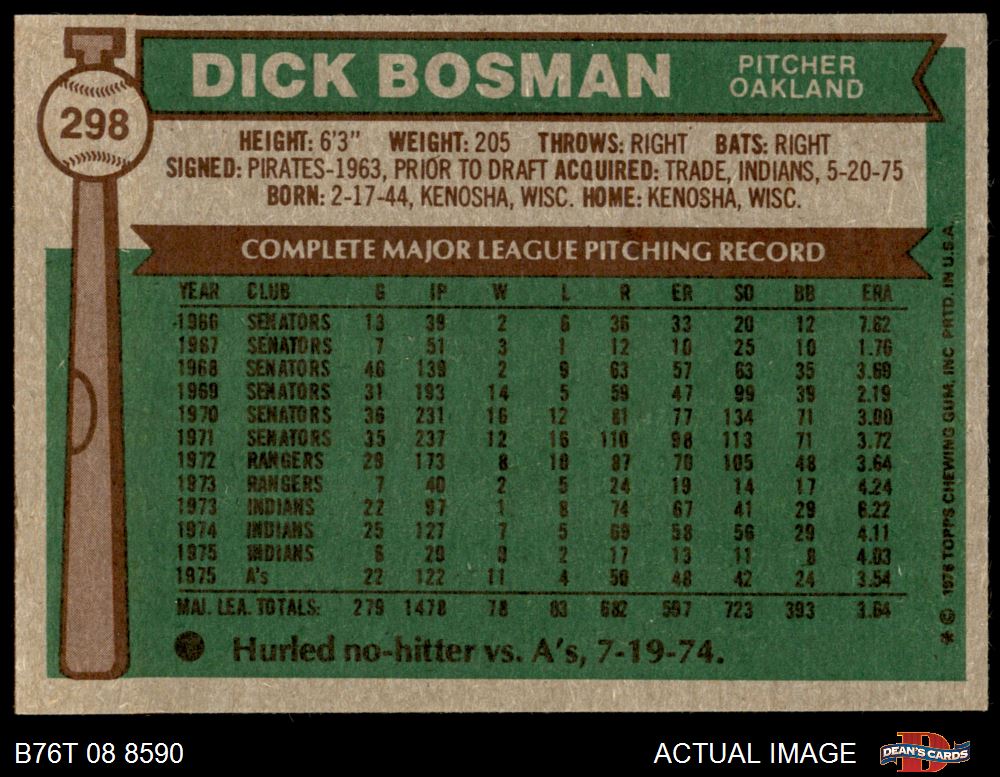 DICK BOSMAN
PITCHER
OAKLAND
298
HEIGHT: 6'3" WEIGHT: 205 THROWS: RIGHT BATS: RIGHT
SIGNED: PIRATES-1963, PRIOR TO DRAFT ACQUIRED: TRADE, INDIANS, 5-20-75
BORN: 2-17-44, KENOSHA, WISC. HOME: KENOSHA, WISC.
COMPLETE MAJOR LEAGUE PITCHING RECORD
YEAR CLUB G IP W L R ER SO BB ERA
1966 SENATORS 13 39 2 6 36 33 20 12 7.62
1967 SENATORS 7 51 3 1 12 10 25 10 1.76
1968 SENATORS 46 139 2 9 63 57 63 35 3.69
1969 SENATORS 31 193 14 5 59 47 99 39 2.19
1970 SENATORS 36 231 16 12 81 77 134 71 3.00
1971 SENATORS 35 237 12 16 110 98 113 71 3.72
1972 RANGERS 29 173 8 10 87 70 105 48 3.64
1973 RANGERS 7 40 2 5 24 19 14 17 4.24
1973 INDIANS 22 97 1 8 74 67 41 29 6.22
1974 INDIANS 25 127 7 5 69 58 56 29 4.11
1975 INDIANS 6 29 0 2 17 13 11 8 4.03
1975 A's 22 122 11 4 50 48 42 24 3.54
MAJ. LEA. TOTALS: 279 1478 78 83 682 597 723 393 3.64
Hurled no-hitter vs. A's, 7-19-74.
* © 1976 TOPPS CHEWING GUM, INC. PRTD. IN U.S.A.
B76T 08 8590
ACTUAL IMAGE
DEAN'S CARDS